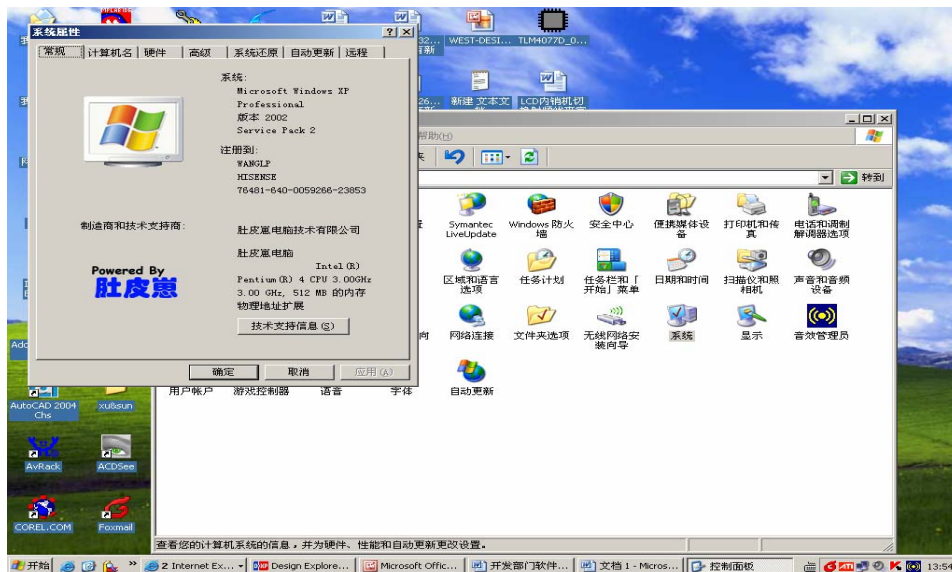 系统属性
常规 计算机名 硬件 高级 系统还原 自动更新 远程
系统:
Microsoft Windows XP
Professional
版本 2002
Service Pack 2
注册到:
WANGLP
HISENSE
76481-640-0059266-23853
制造商和技术支持商:
肚皮崽电脑技术有限公司
肚皮崽电脑
Intel(R)
Pentium(R) 4 CPU 3.00GHz
3.00 GHz, 512 MB 的内存
物理地址扩展
Powered By
肚皮崽
技术支持信息(S)
确定 取消 应用(A)
WEST-DESI... TLM4077D_0...
新建 文本文
LCD内销机切
帮助(H)
转到
Symantec LiveUpdate
Windows 防火墙
安全中心
便携媒体设备
打印机和传真
电话和调制解调器选项
区域和语言选项
任务计划
任务栏和「开始」菜单
日期和时间
扫描仪和照相机
声音和音频设备
网络连接
文件夹选项
无线网络安装向导
系统
显示
音效管理员
用户帐户
游戏控制器
语音
字体
自动更新
AutoCAD 2004 Chs
xu8sun
AvRack
ACDSee
COREL.COM
Foxmail
查看您的计算机系统的信息，并为硬件、性能和自动更新更改设置。
开始 2 Internet Ex... Design Explore... Microsoft Offic... 开发部门软件... 文档 1 - Micros... 控制面板